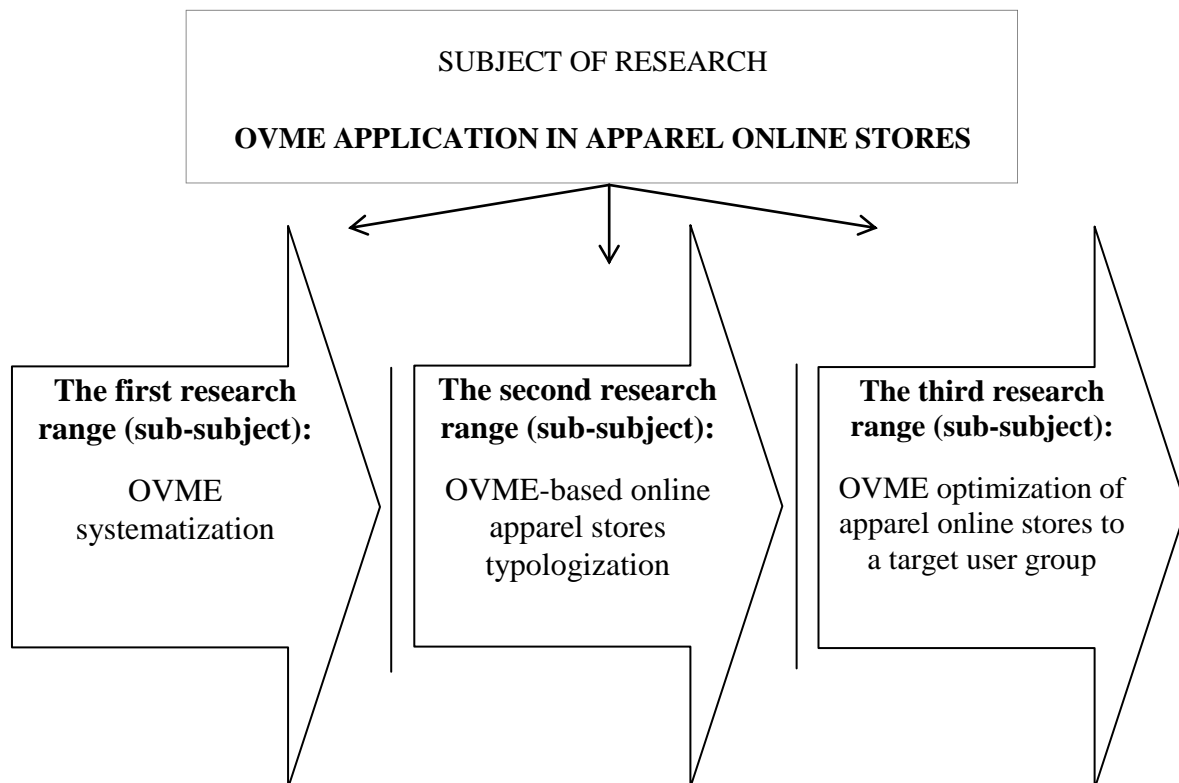 SUBJECT OF RESEARCH
OVME APPLICATION IN APPAREL ONLINE STORES
The first research
range (sub-subject):
OVME
systematization
The second research
range (sub-subject):
OVME-based online
apparel stores
typologization
The third research
range (sub-subject):
OVME optimization of
apparel online stores to
a target user group